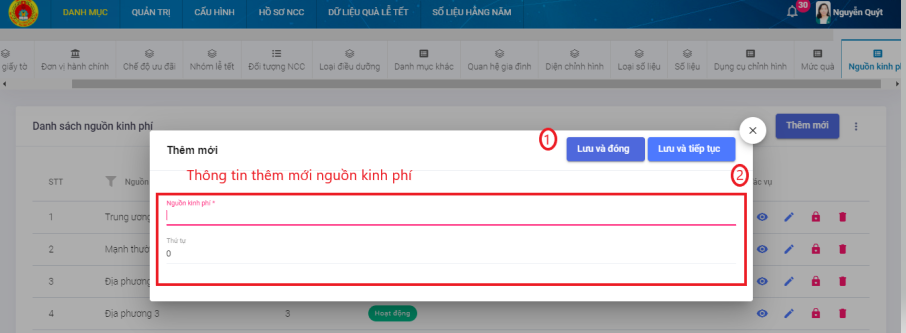 DANH MỤC QUẢN TRỊ CẤU HÌNH HỒ SƠ NCC DỮ LIỆU QUÀ LỄ TẾT SỐ LIỆU HẰNG NĂM 30 Nguyễn Quýt
giấy tờ Đơn vị hành chính Chế độ ưu đãi Nhóm lễ tết Đối tượng NCC Loại điều dưỡng Danh mục khác Quan hệ gia đình Diện chỉnh hình Loại số liệu Số liệu Dụng cụ chỉnh hình Mức quà Nguồn kinh
Danh sách nguồn kinh phí Thêm mới
Thêm mới 1 Lưu và đóng Lưu và tiếp tục
Thông tin thêm mới nguồn kinh phí 2
STT Nguồn vụ
Nguồn kinh phí *
1 Trung ương
Thứ tự
0
2 Mạnh
3 Địa phương
4 Địa phương 3 3 Hoạt động